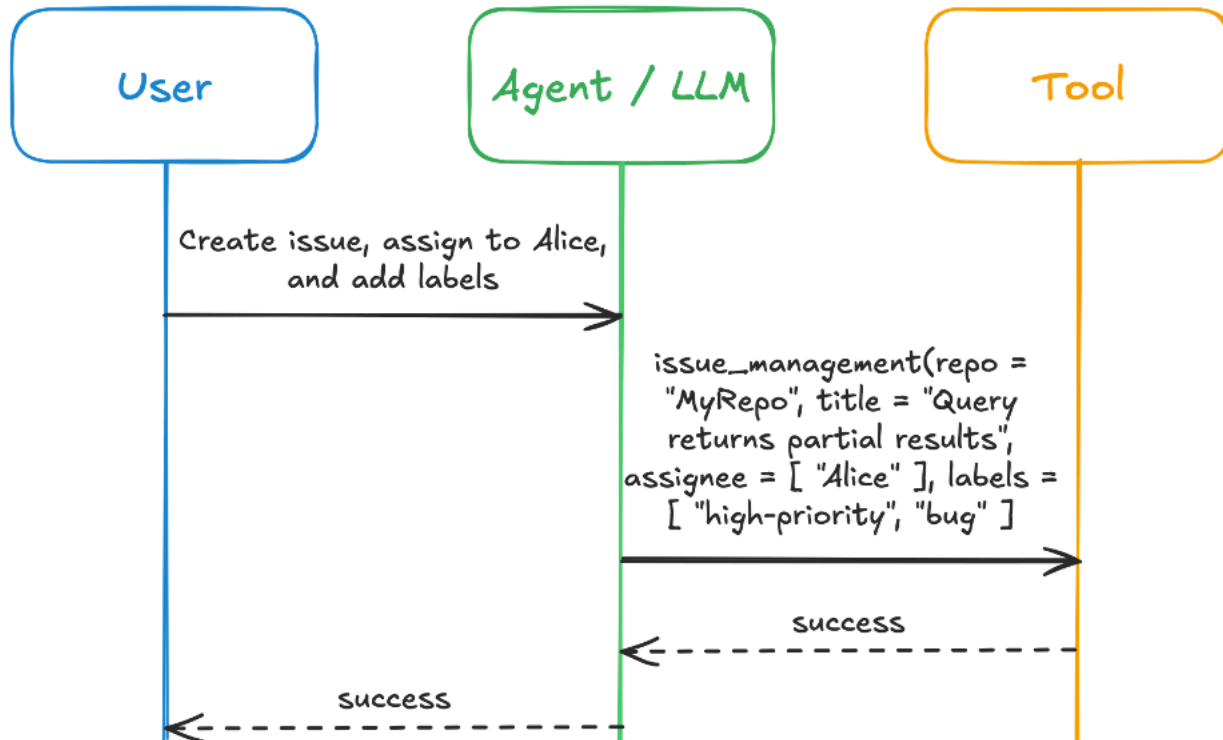 User
Agent / LLM
Tool
Create issue, assign to Alice,
and add labels
issue_management(repo =
"MyRepo", title = "Query
returns partial results",
assignee = [ "Alice" ], labels =
[ "high-priority", "bug" ]
success
success